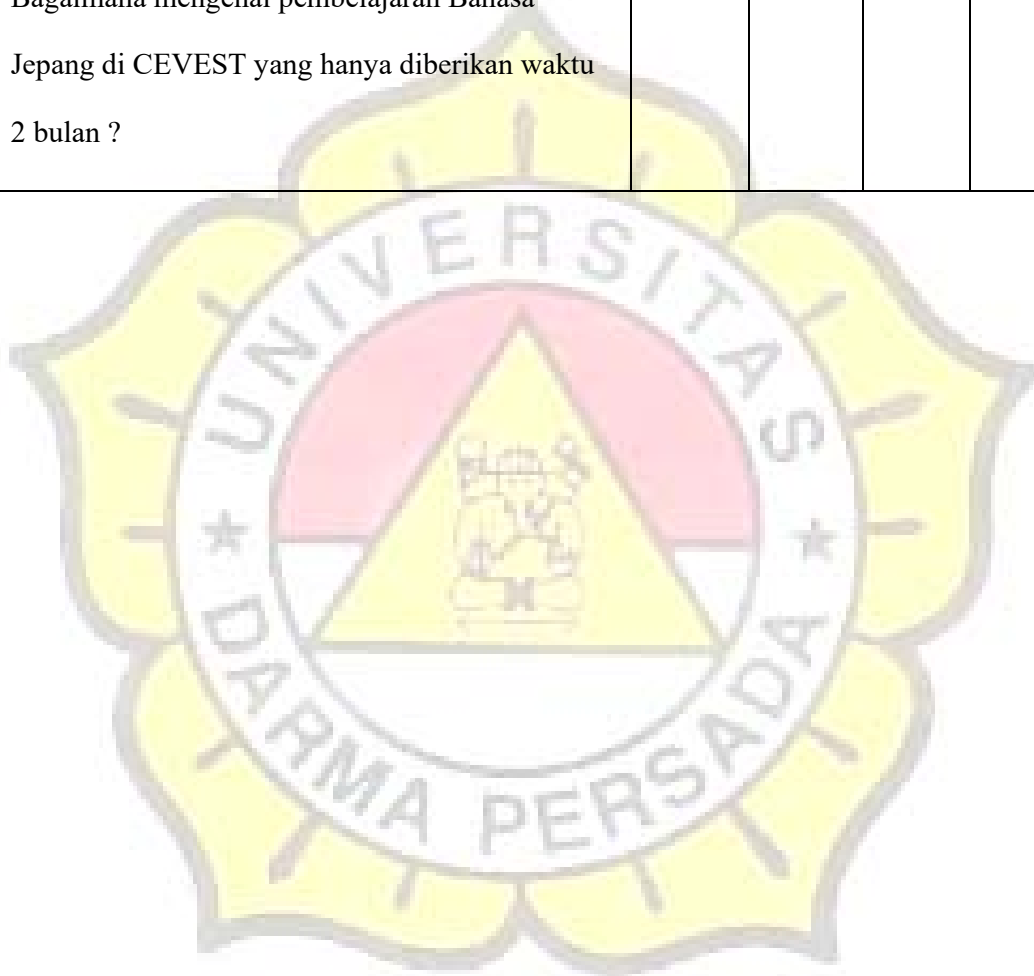 Bagaimana mengenai pembelajaran Bahasa
Jepang di CEVEST yang hanya diberikan waktu
2 bulan ?
UNIVERSITAS
DARMA PERSADA